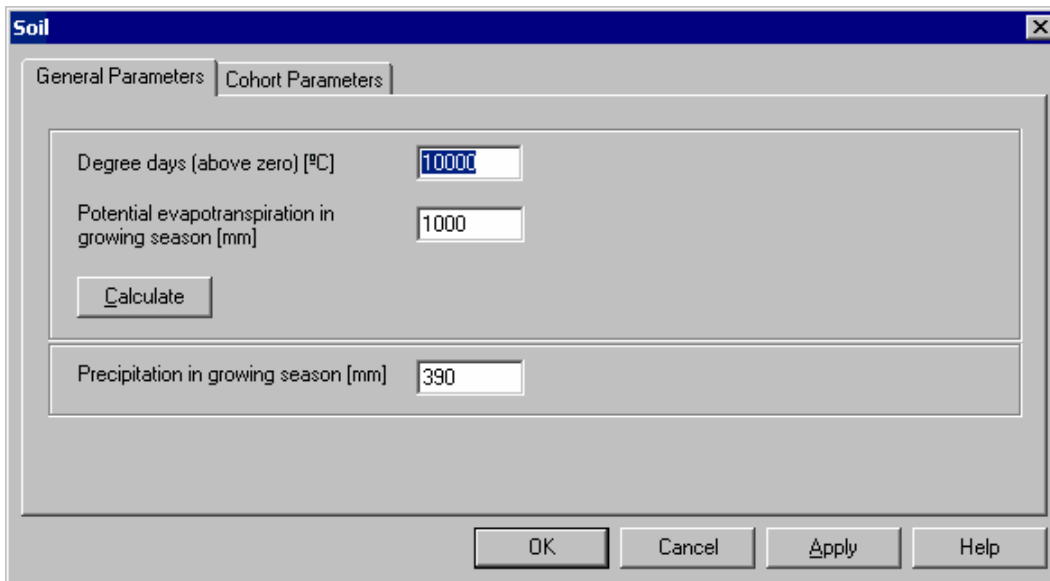 Soil
General Parameters
Cohort Parameters
Degree days (above zero) [ºC]
10000
Potential evapotranspiration in
growing season [mm]
1000
Calculate
Precipitation in growing season [mm]
390
OK
Cancel
Apply
Help